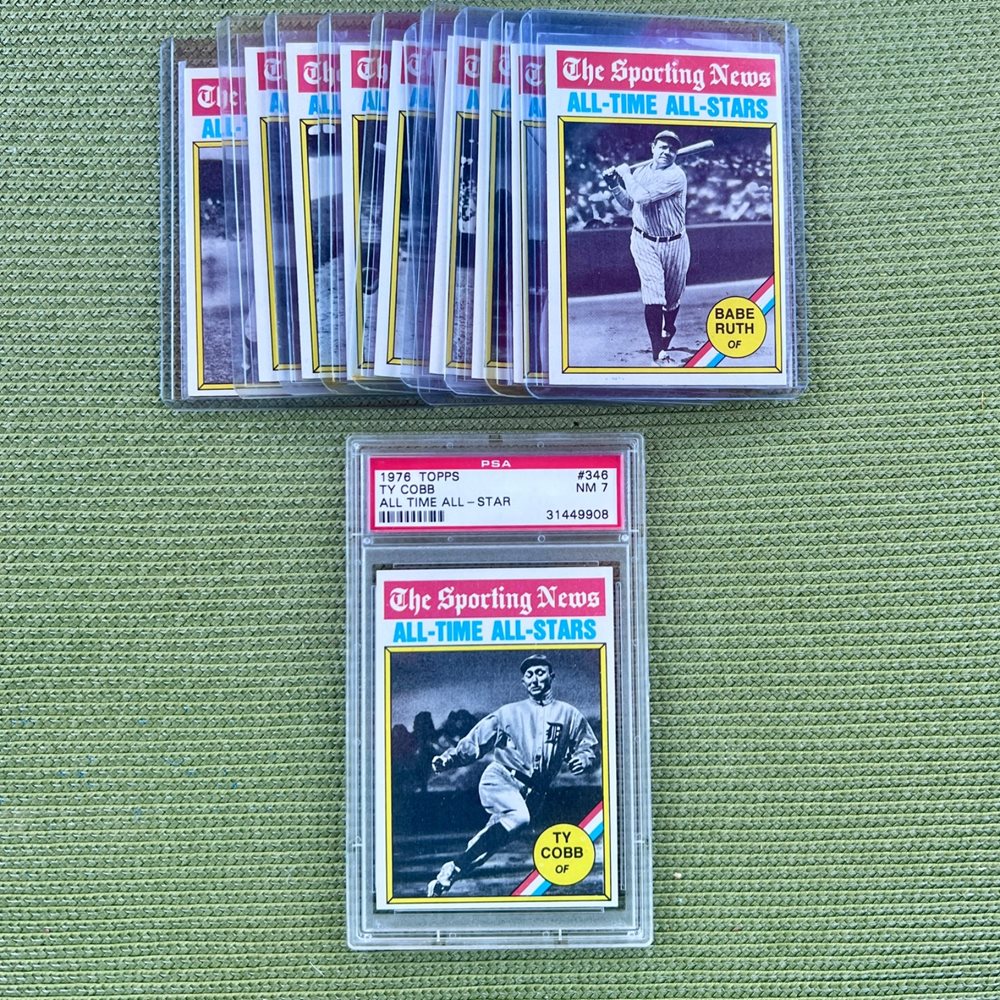 The Sporting News
ALL-TIME ALL-STARS
BABE
RUTH
OF
PSA
1976 TOPPS #346
TY COBB NM 7
ALL TIME ALL-STAR
31449908
The Sporting News
ALL-TIME ALL-STARS
D
TY
COBB
OF